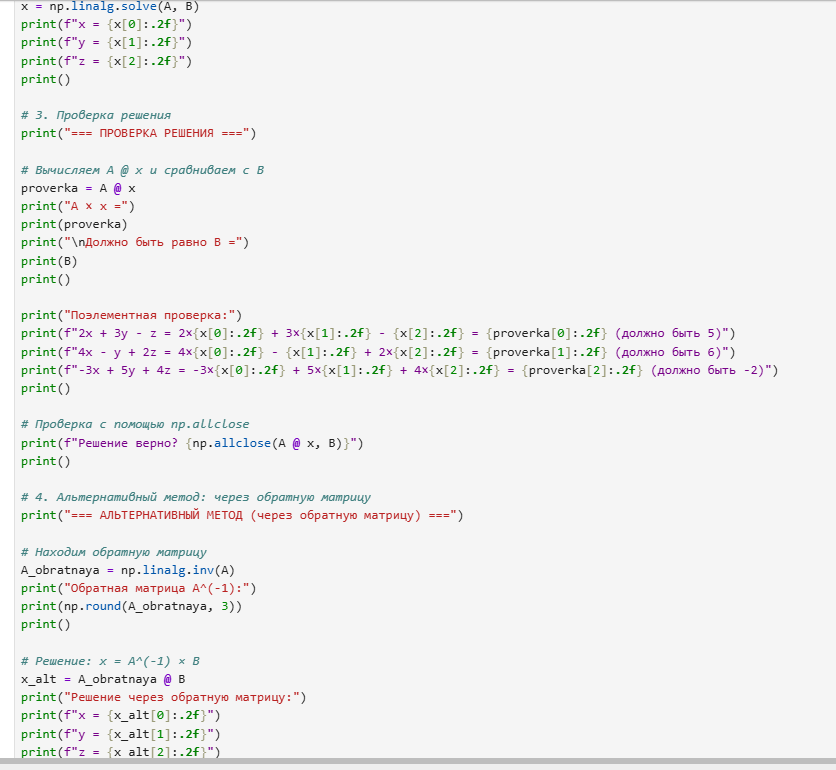 x = np.linalg.solve(A, B)
print(f"x = {x[0]:.2f}")
print(f"y = {x[1]:.2f}")
print(f"z = {x[2]:.2f}")
print()
# 3. Проверка решения
print("=== ПРОВЕРКА РЕШЕНИЯ ===")
# Вычисляем A @ x и сравниваем с B
proverka = A @ x
print("A × x =")
print(proverka)
print("\nДолжно быть равно B =")
print(B)
print()
print("Поэлементная проверка:")
print(f"2x + 3y - z = 2×{x[0]:.2f} + 3×{x[1]:.2f} - {x[2]:.2f} = {proverka[0]:.2f} (должно быть 5)")
print(f"4x - y + 2z = 4×{x[0]:.2f} - {x[1]:.2f} + 2×{x[2]:.2f} = {proverka[1]:.2f} (должно быть 6)")
print(f"-3x + 5y + 4z = -3×{x[0]:.2f} + 5×{x[1]:.2f} + 4×{x[2]:.2f} = {proverka[2]:.2f} (должно быть -2)")
print()
# Проверка с помощью np.allclose
print(f"Решение верно? {np.allclose(A @ x, B)}")
print()
# 4. Альтернативный метод: через обратную матрицу
print("=== АЛЬТЕРНАТИВНЫЙ МЕТОД (через обратную матрицу) ===")
# Находим обратную матрицу
A_obratnaya = np.linalg.inv(A)
print("Обратная матрица A^(-1):")
print(np.round(A_obratnaya, 3))
print()
# Решение: x = A^(-1) × B
x_alt = A_obratnaya @ B
print("Решение через обратную матрицу:")
print(f"x = {x_alt[0]:.2f}")
print(f"y = {x_alt[1]:.2f}")
print(f"z = {x_alt[2]:.2f}")